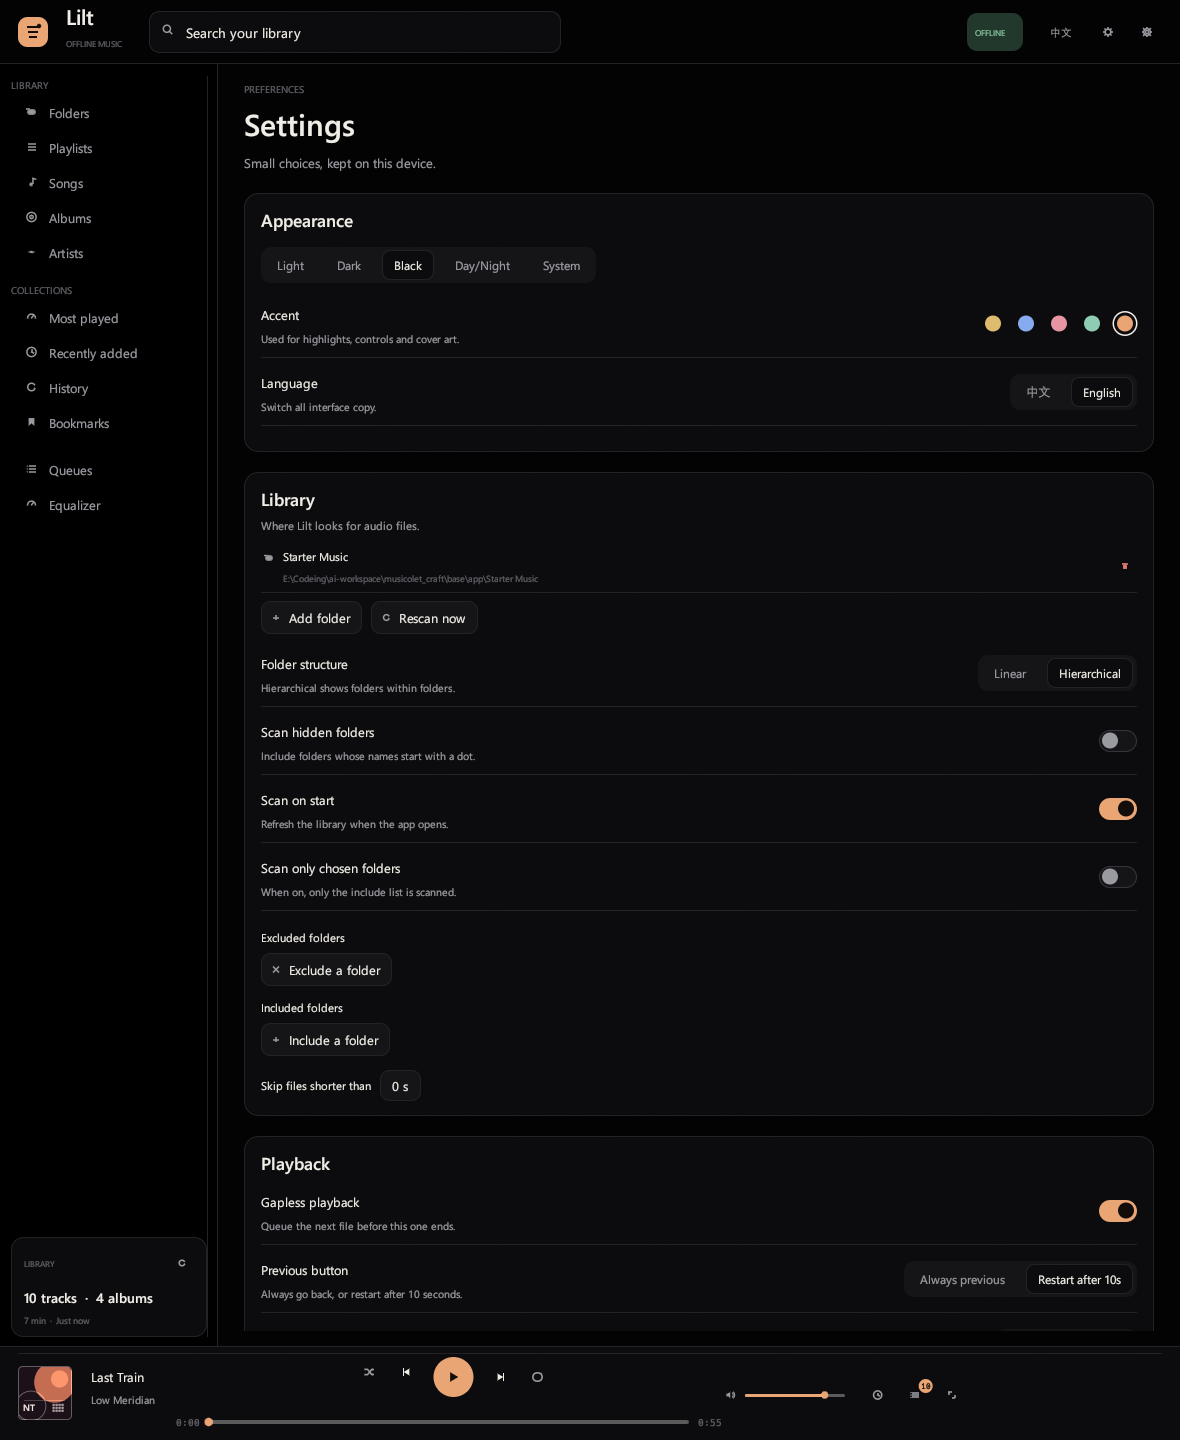 Lilt
OFFLINE MUSIC
Search your library
OFFLINE
中文
LIBRARY
Folders
Playlists
Songs
Albums
Artists
COLLECTIONS
Most played
Recently added
History
Bookmarks
Queues
Equalizer
LIBRARY
10 tracks · 4 albums
7 min · Just now
PREFERENCES
Settings
Small choices, kept on this device.
Appearance
Light Dark Black Day/Night System
Accent
Used for highlights, controls and cover art.
Language
Switch all interface copy.
中文 English
Library
Where Lilt looks for audio files.
Starter Music
E:\Codeing\ai-workspace\musicolet_craft\base\app\Starter Music
Add folder Rescan now
Folder structure
Hierarchical shows folders within folders.
Linear Hierarchical
Scan hidden folders
Include folders whose names start with a dot.
Scan on start
Refresh the library when the app opens.
Scan only chosen folders
When on, only the include list is scanned.
Excluded folders
Exclude a folder
Included folders
Include a folder
Skip files shorter than 0 s
Playback
Gapless playback
Queue the next file before this one ends.
Previous button
Always go back, or restart after 10 seconds.
Always previous Restart after 10s
NT
Last Train
Low Meridian
0:00
0:55
10